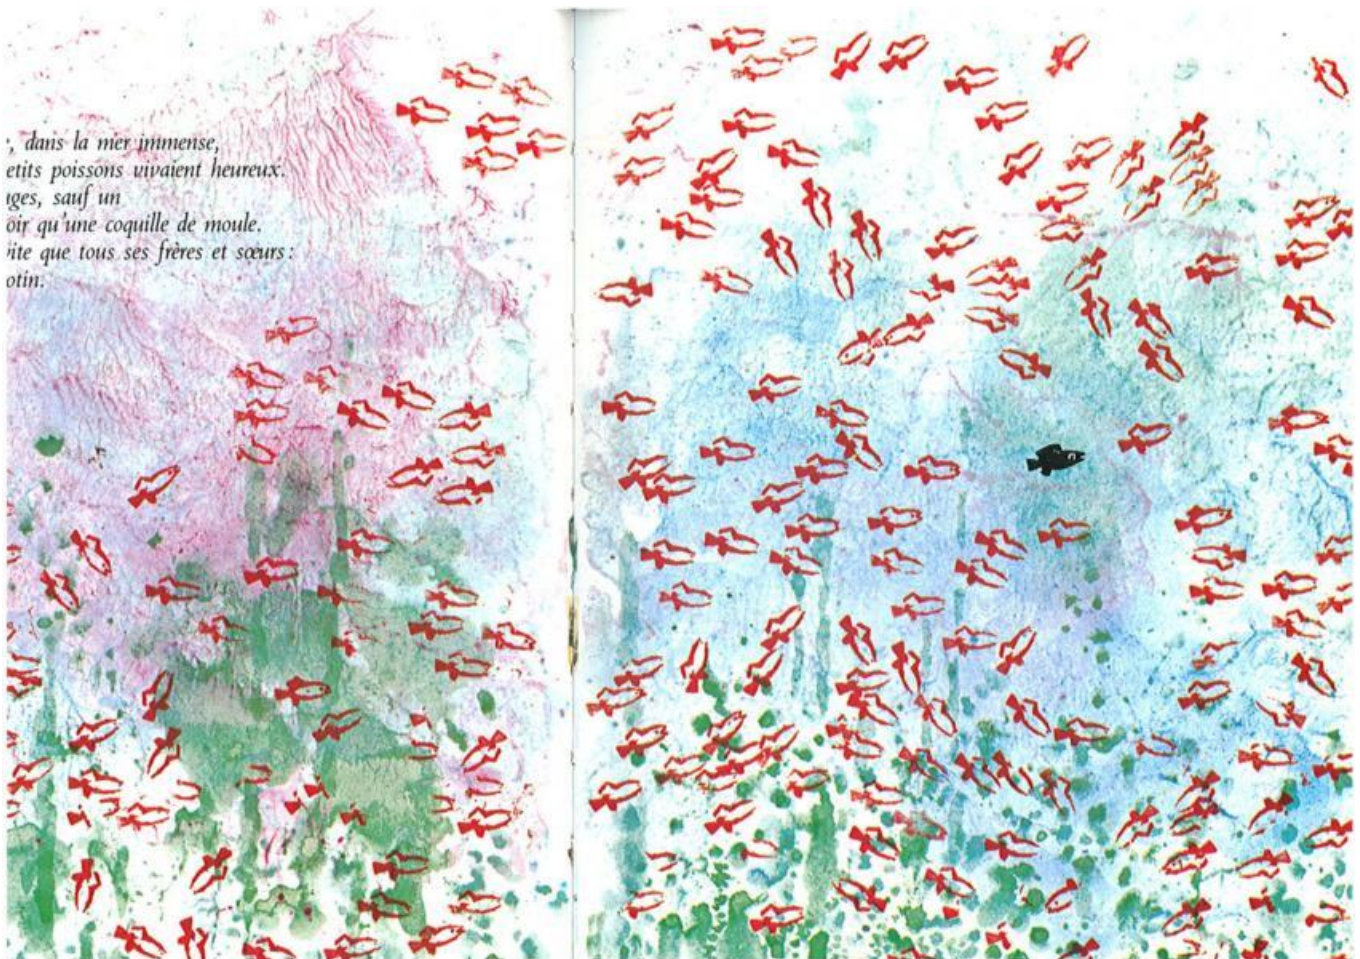 , dans la mer immense,
etits poissons vivaient heureux.
ges, sauf un
oir qu'une coquille de moule.
ite que tous ses frères et sœurs :
otin.